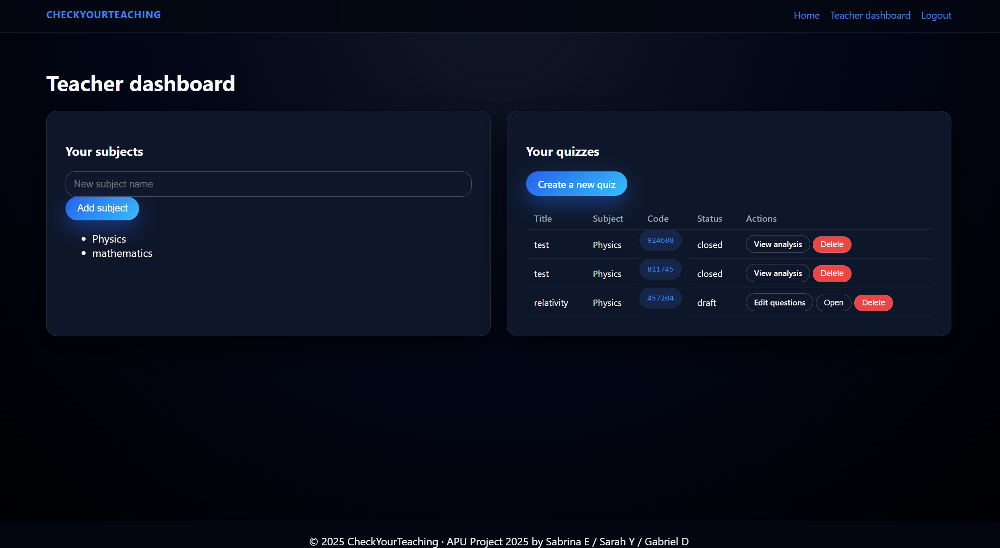 CHECKYOURTEACHING
Home Teacher dashboard Logout
Teacher dashboard
Your subjects
New subject name
Add subject
Physics
mathematics
Your quizzes
Create a new quiz
Title Subject Code Status Actions
test Physics 924688 closed View analysis Delete
test Physics 811745 closed View analysis Delete
relativity Physics 457204 draft Edit questions Open Delete
© 2025 CheckYourTeaching · APU Project 2025 by Sabrina E / Sarah Y / Gabriel D